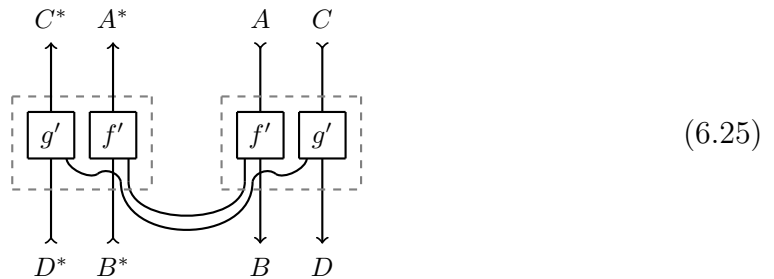 C* A* A C
g′ f′ f′ g′ (6.25)
D* B* B D